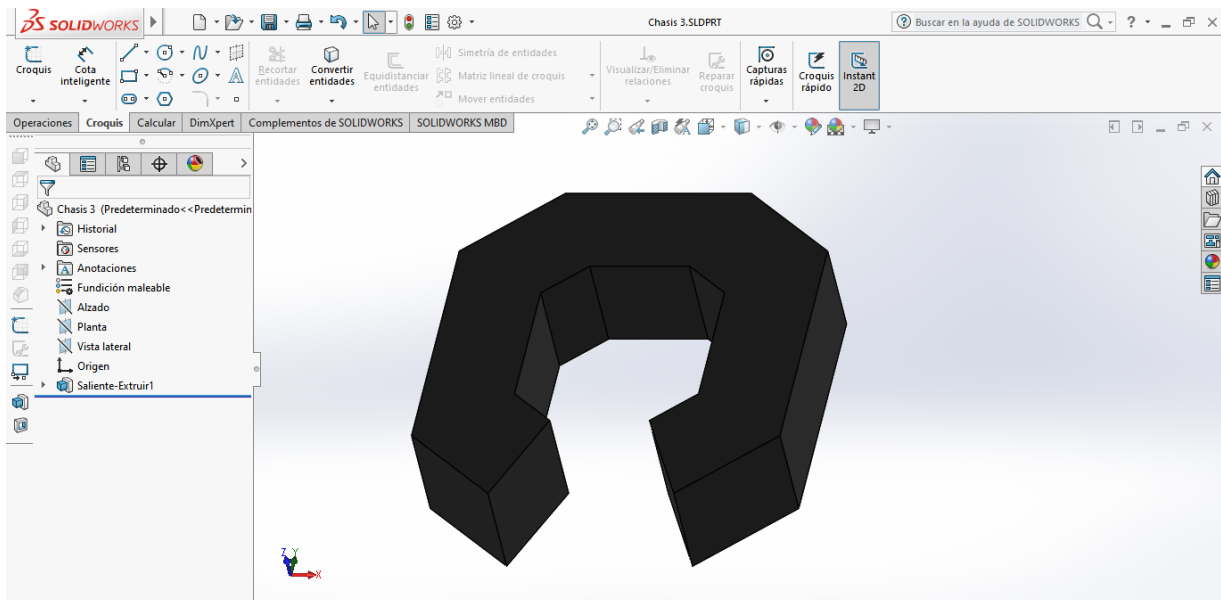 SOLIDWORKS
Chasis 3.SLDPRT
Buscar en la ayuda de SOLIDWORKS
?
Croquis
Cota inteligente
Recortar entidades
Convertir entidades
Equidistanciar entidades
Simetría de entidades
Matriz lineal de croquis
Mover entidades
Visualizar/Eliminar relaciones
Reparar croquis
Capturas rápidas
Croquis rápido
Instant 2D
Operaciones
Croquis
Calcular
DimXpert
Complementos de SOLIDWORKS
SOLIDWORKS MBD
Chasis 3 (Predeterminado<<Predetermin
Historial
Sensores
Anotaciones
Fundición maleable
Alzado
Planta
Vista lateral
Origen
Saliente-Extruir1
Z Y
X